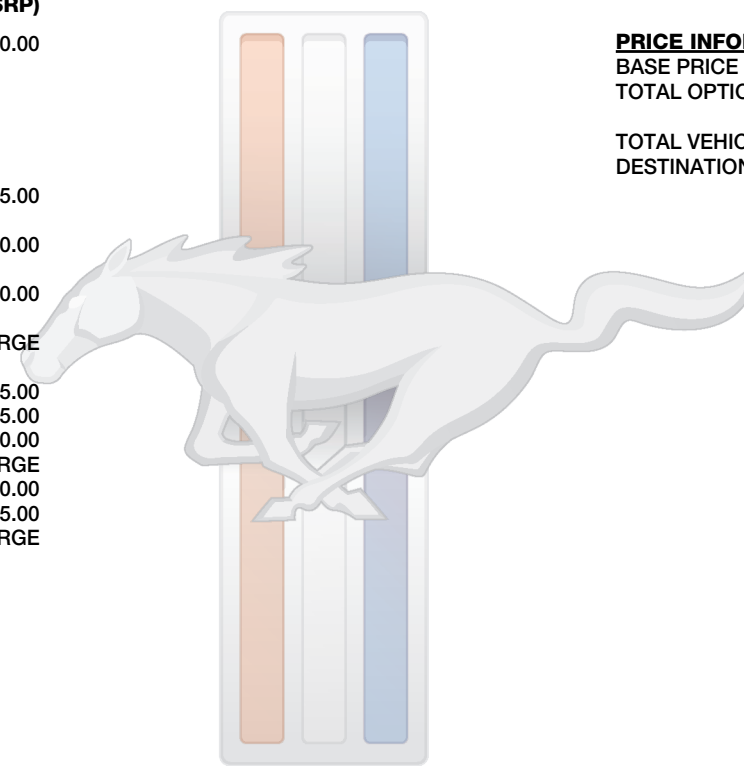 SRP)
0.00
5.00
0.00
0.00
RGE
5.00
5.00
0.00
RGE
0.00
5.00
RGE
PRICE INFO
BASE PRICE
TOTAL OPTIO
TOTAL VEHIC
DESTINATION